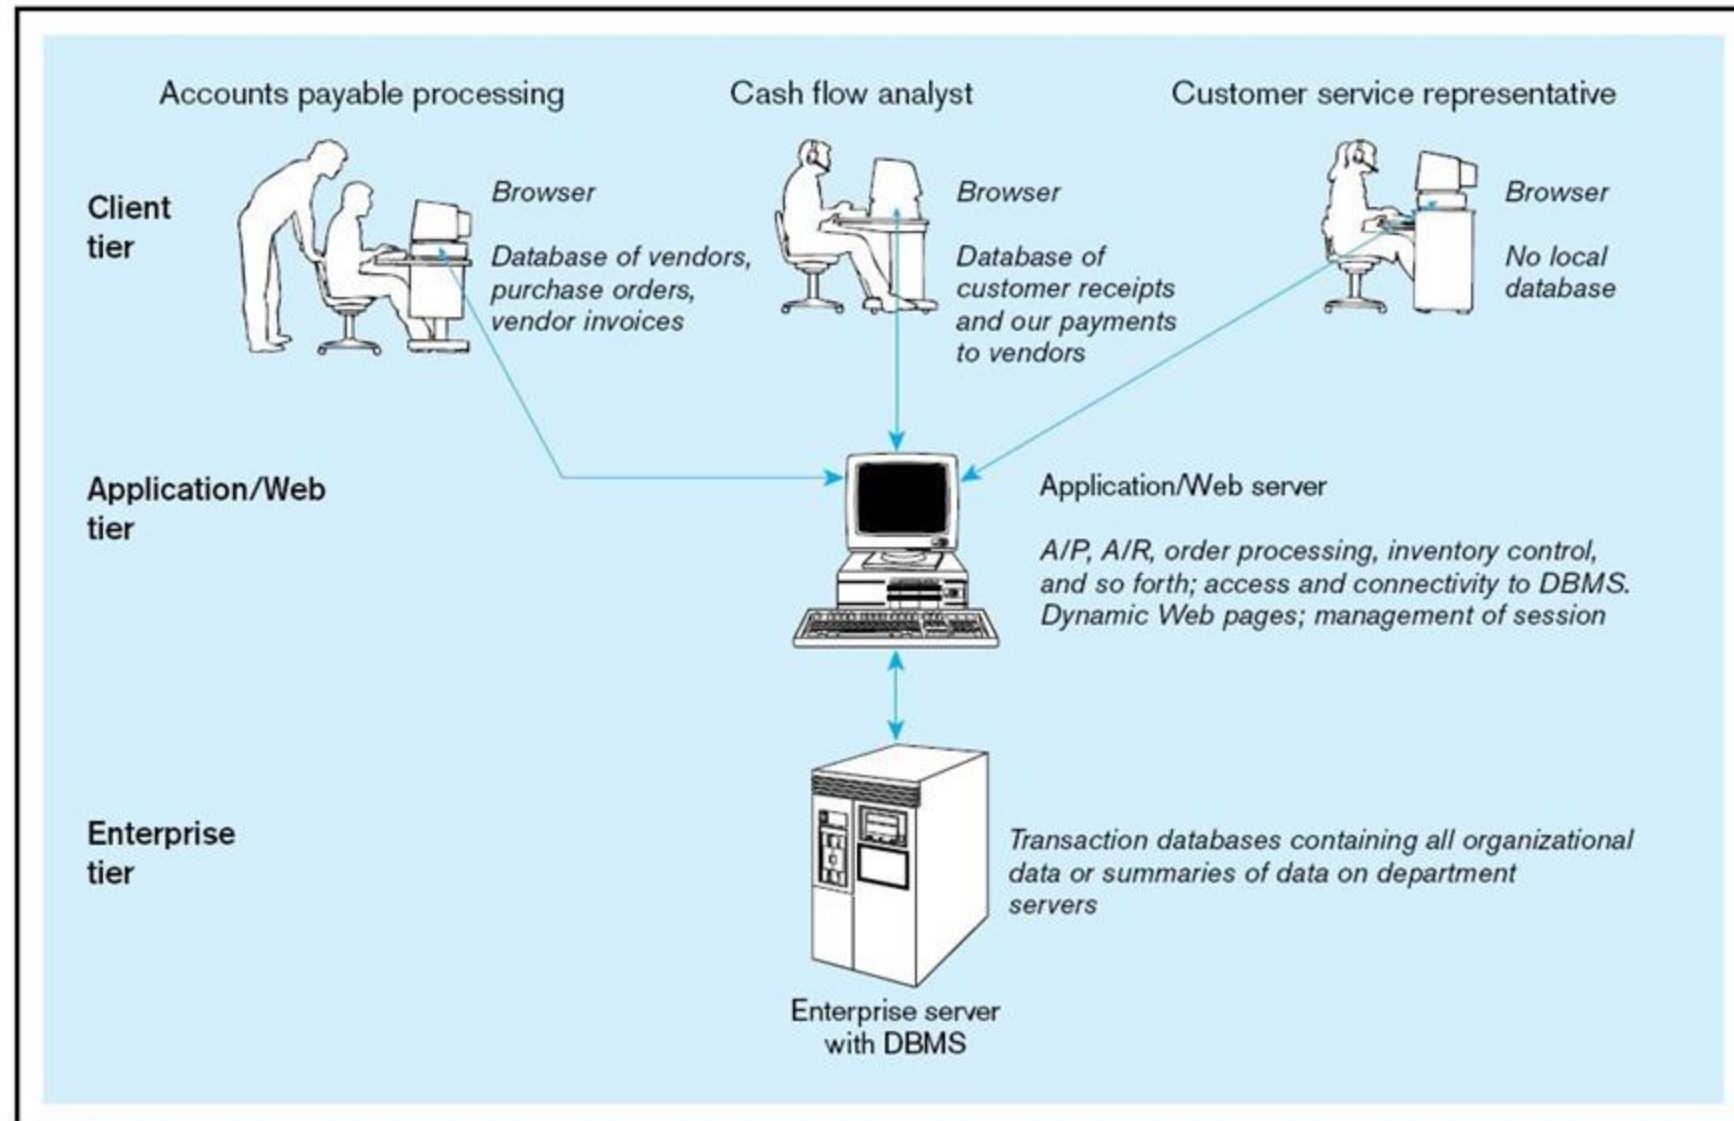 Accounts payable processing
Cash flow analyst
Customer service representative
Client
tier
Browser
Database of vendors,
purchase orders,
vendor invoices
Browser
Database of
customer receipts
and our payments
to vendors
Browser
No local
database
Application/Web
tier
Application/Web server
A/P, A/R, order processing, inventory control,
and so forth; access and connectivity to DBMS.
Dynamic Web pages; management of session
Enterprise
tier
Transaction databases containing all organizational
data or summaries of data on department
servers
Enterprise server
with DBMS